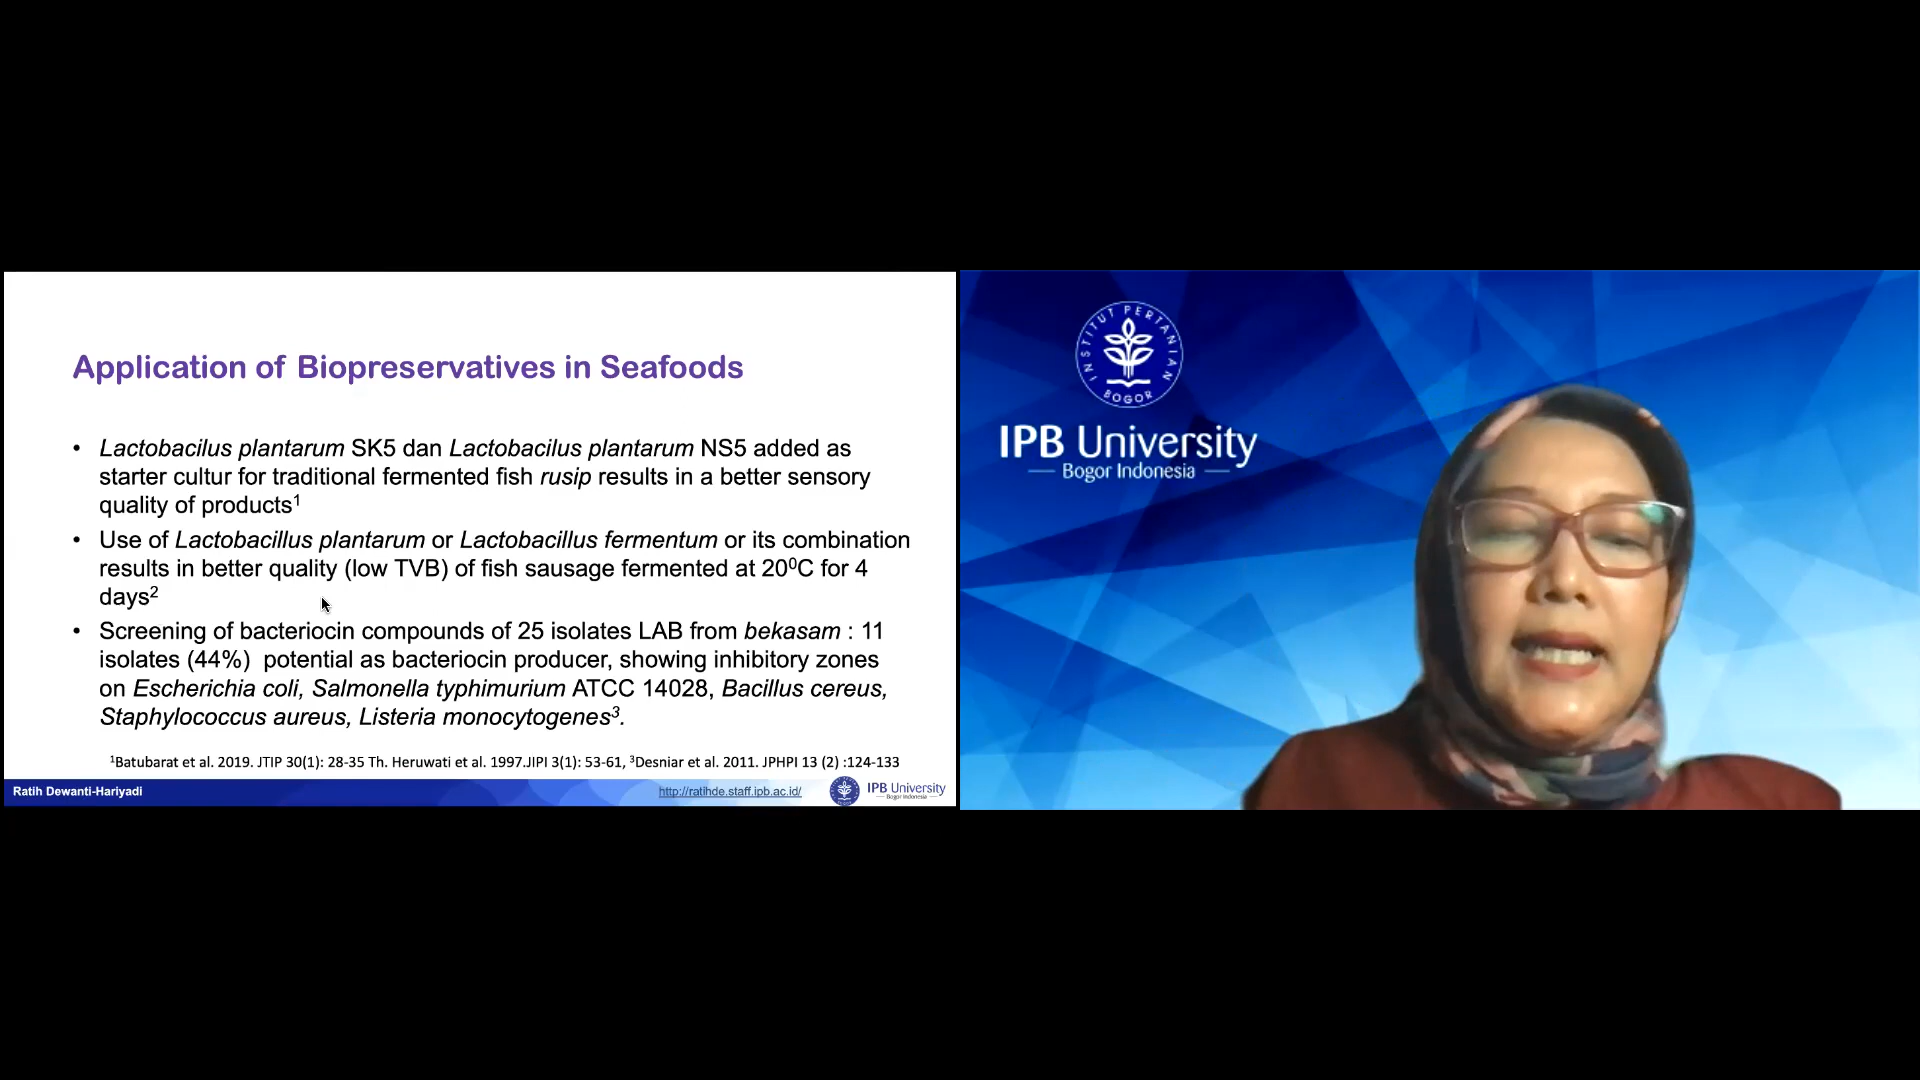 Application of Biopreservatives in Seafoods
• Lactobacilus plantarum SK5 dan Lactobacilus plantarum NS5 added as
starter cultur for traditional fermented fish rusip results in a better sensory
quality of products¹
• Use of Lactobacillus plantarum or Lactobacillus fermentum or its combination
results in better quality (low TVB) of fish sausage fermented at 20⁰C for 4
days²
• Screening of bacteriocin compounds of 25 isolates LAB from bekasam : 11
isolates (44%) potential as bacteriocin producer, showing inhibitory zones
on Escherichia coli, Salmonella typhimurium ATCC 14028, Bacillus cereus,
Staphylococcus aureus, Listeria monocytogenes³.
¹Batubarat et al. 2019. JTIP 30(1): 28-35 Th. Heruwati et al. 1997.JIPI 3(1): 53-61, ³Desniar et al. 2011. JPHPI 13 (2) :124-133
Ratih Dewanti-Hariyadi
http://ratihde.staff.ipb.ac.id/
IPB University
Bogor Indonesia
INSTITUT PERTANIAN
BOGOR
IPB University
Bogor Indonesia